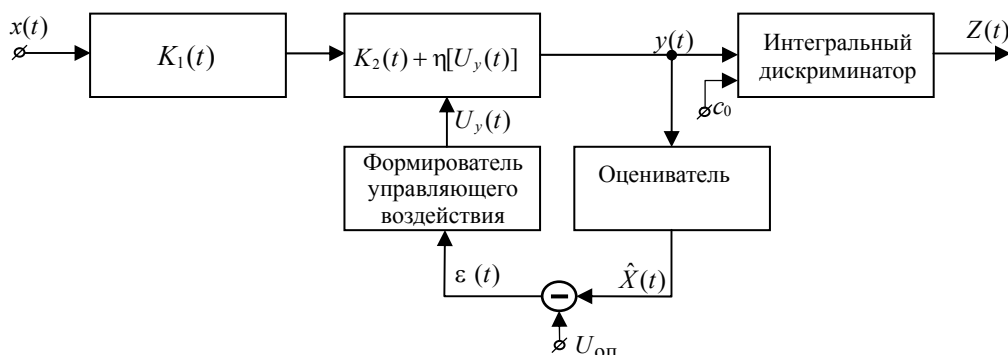 x(t)
K₁(t)
K₂(t) + η[U_y(t)]
y(t)
Интегральный
дискриминатор
Z(t)
c₀
U_y(t)
Формирователь
управляющего
воздействия
Оцениватель
ε (t)
X̂(t)
U_оп